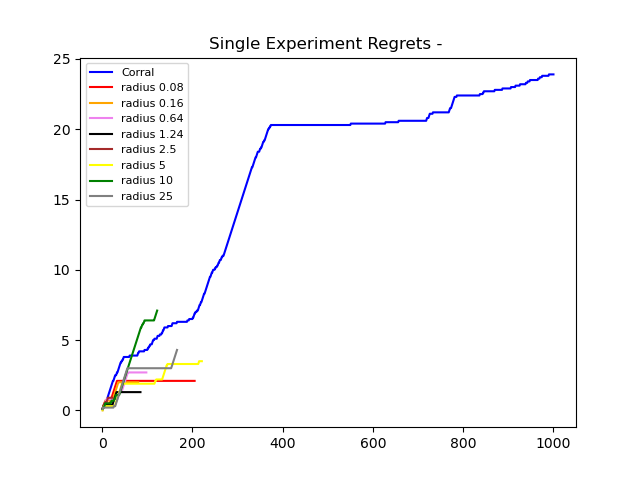 Single Experiment Regrets -
25
20
15
10
5
0
Corral
radius 0.08
radius 0.16
radius 0.64
radius 1.24
radius 2.5
radius 5
radius 10
radius 25
0 200 400 600 800 1000